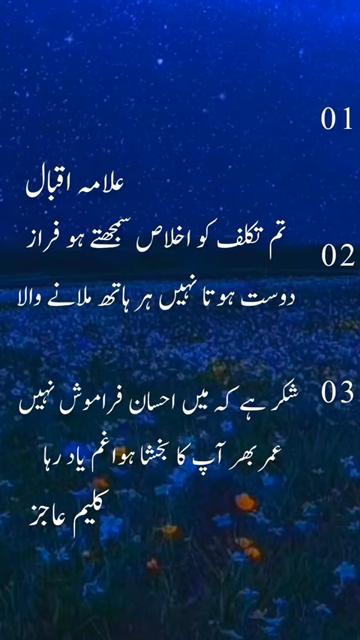 01
علامہ اقبال
تم تکلف کو اخلاص سمجھتے ہو فراز
02
دوست ہوتا نہیں ہر ہاتھ ملانے والا
03
شکر ہے کہ میں احسان فراموش نہیں
عمر بھر آپ کا بخشا ہوا غم یاد رہا
کلیم عاجز